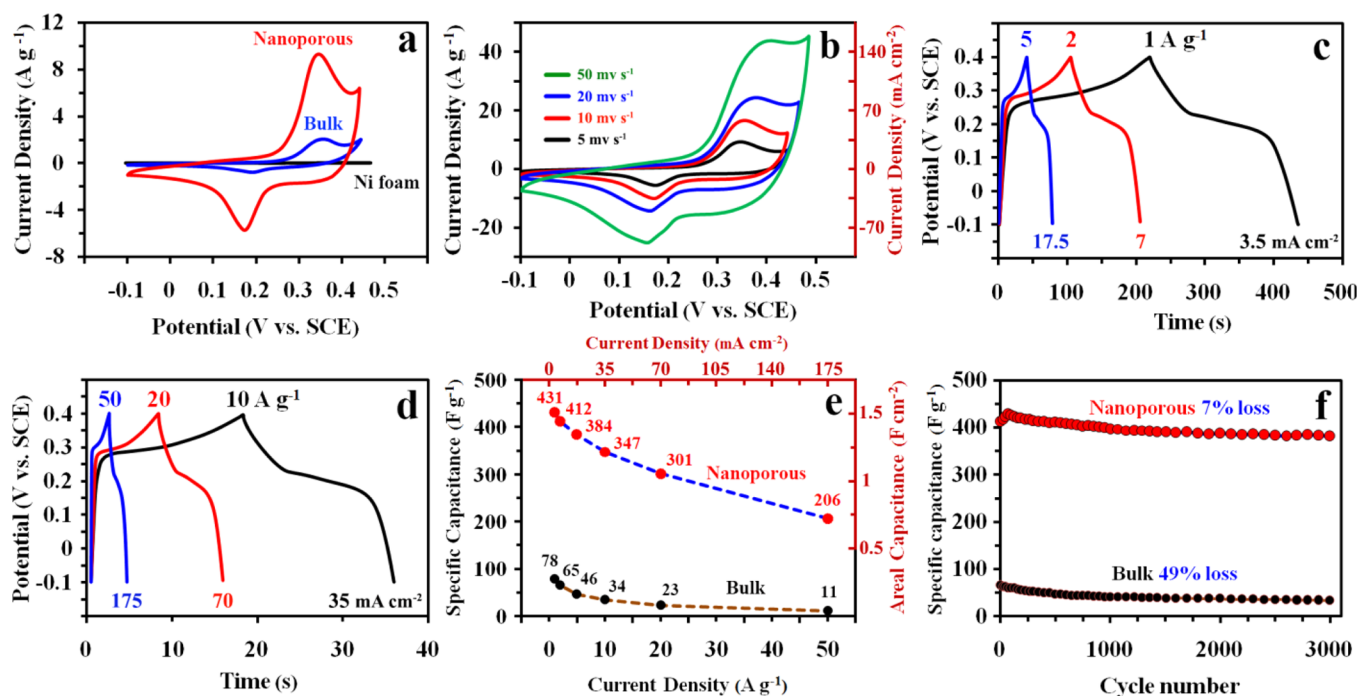 a
Current Density (A g⁻¹)
12
8
4
0
-4
-8
Nanoporous
Bulk
Ni foam
-0.1 0 0.1 0.2 0.3 0.4 0.5
Potential (V vs. SCE)
b
Current Density (A g⁻¹)
40
20
0
-20
50 mv s⁻¹
20 mv s⁻¹
10 mv s⁻¹
5 mv s⁻¹
140
70
0
-70
Current Density (mA cm⁻²)
-0.1 0 0.1 0.2 0.3 0.4 0.5
Potential (V vs. SCE)
c
Potential (V vs. SCE)
0.4
0.3
0.2
0.1
0
-0.1
5 2 1 A g⁻¹
17.5 7 3.5 mA cm⁻²
0 100 200 300 400 500
Time (s)
d
Potential (V vs. SCE)
0.4
0.3
0.2
0.1
0
-0.1
50 20 10 A g⁻¹
175 70 35 mA cm⁻²
0 10 20 30 40
Time (s)
Current Density (mA cm⁻²)
0 35 70 105 140 175
e
Specific Capacitance (F g⁻¹)
500
400
300
200
100
0
431
412
384
347
301
206
Nanoporous
78
65
46
34
23
11
Bulk
1.5
1
0.5
Areal Capacitance (F cm⁻²)
0 10 20 30 40 50
Current Density (A g⁻¹)
f
Specific capacitance (F g⁻¹)
500
400
300
200
100
0
Nanoporous 7% loss
Bulk 49% loss
0 1000 2000 3000
Cycle number